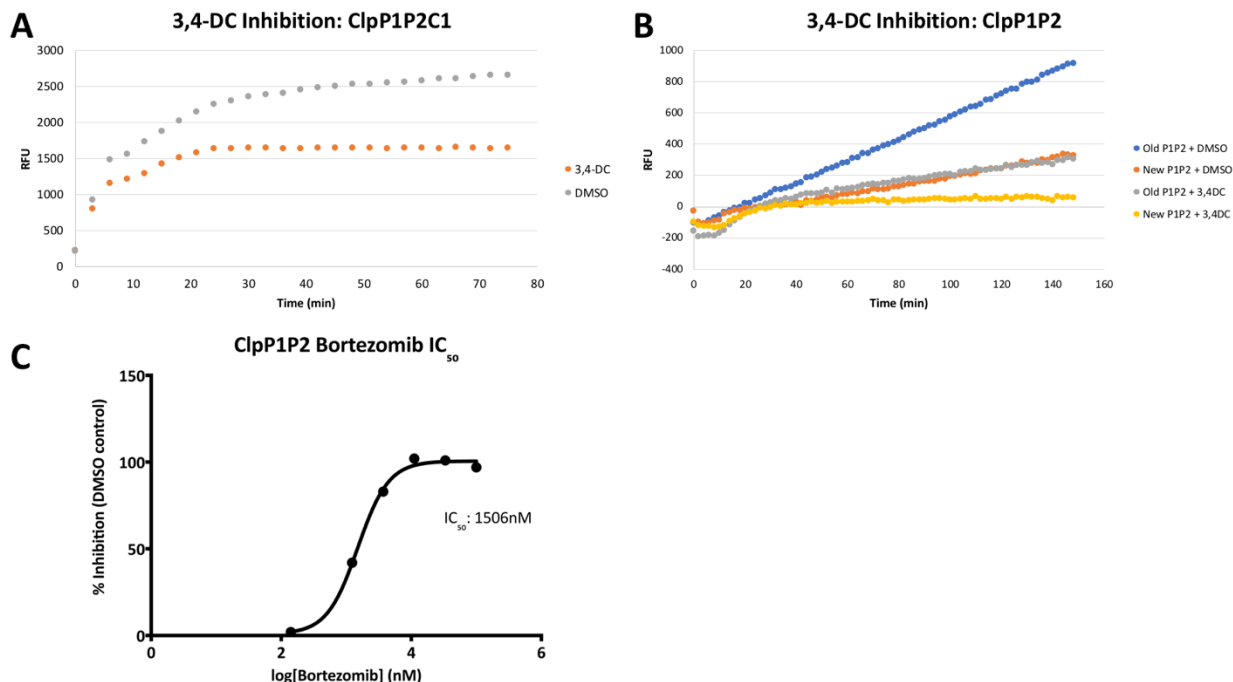 A
3,4-DC Inhibition: ClpP1P2C1
3000
2500
2000
1500
1000
500
0
RFU
0 10 20 30 40 50 60 70 80
Time (min)
3,4-DC
DMSO
B
3,4-DC Inhibition: ClpP1P2
1000
800
600
400
200
0
-200
-400
RFU
0 20 40 60 80 100 120 140 160
Time (min)
Old P1P2 + DMSO
New P1P2 + DMSO
Old P1P2 + 3,4DC
New P1P2 + 3,4DC
C
ClpP1P2 Bortezomib IC50
150
100
50
0
% Inhibition (DMSO control)
IC50: 1506nM
0 2 4 6
log[Bortezomib] (nM)